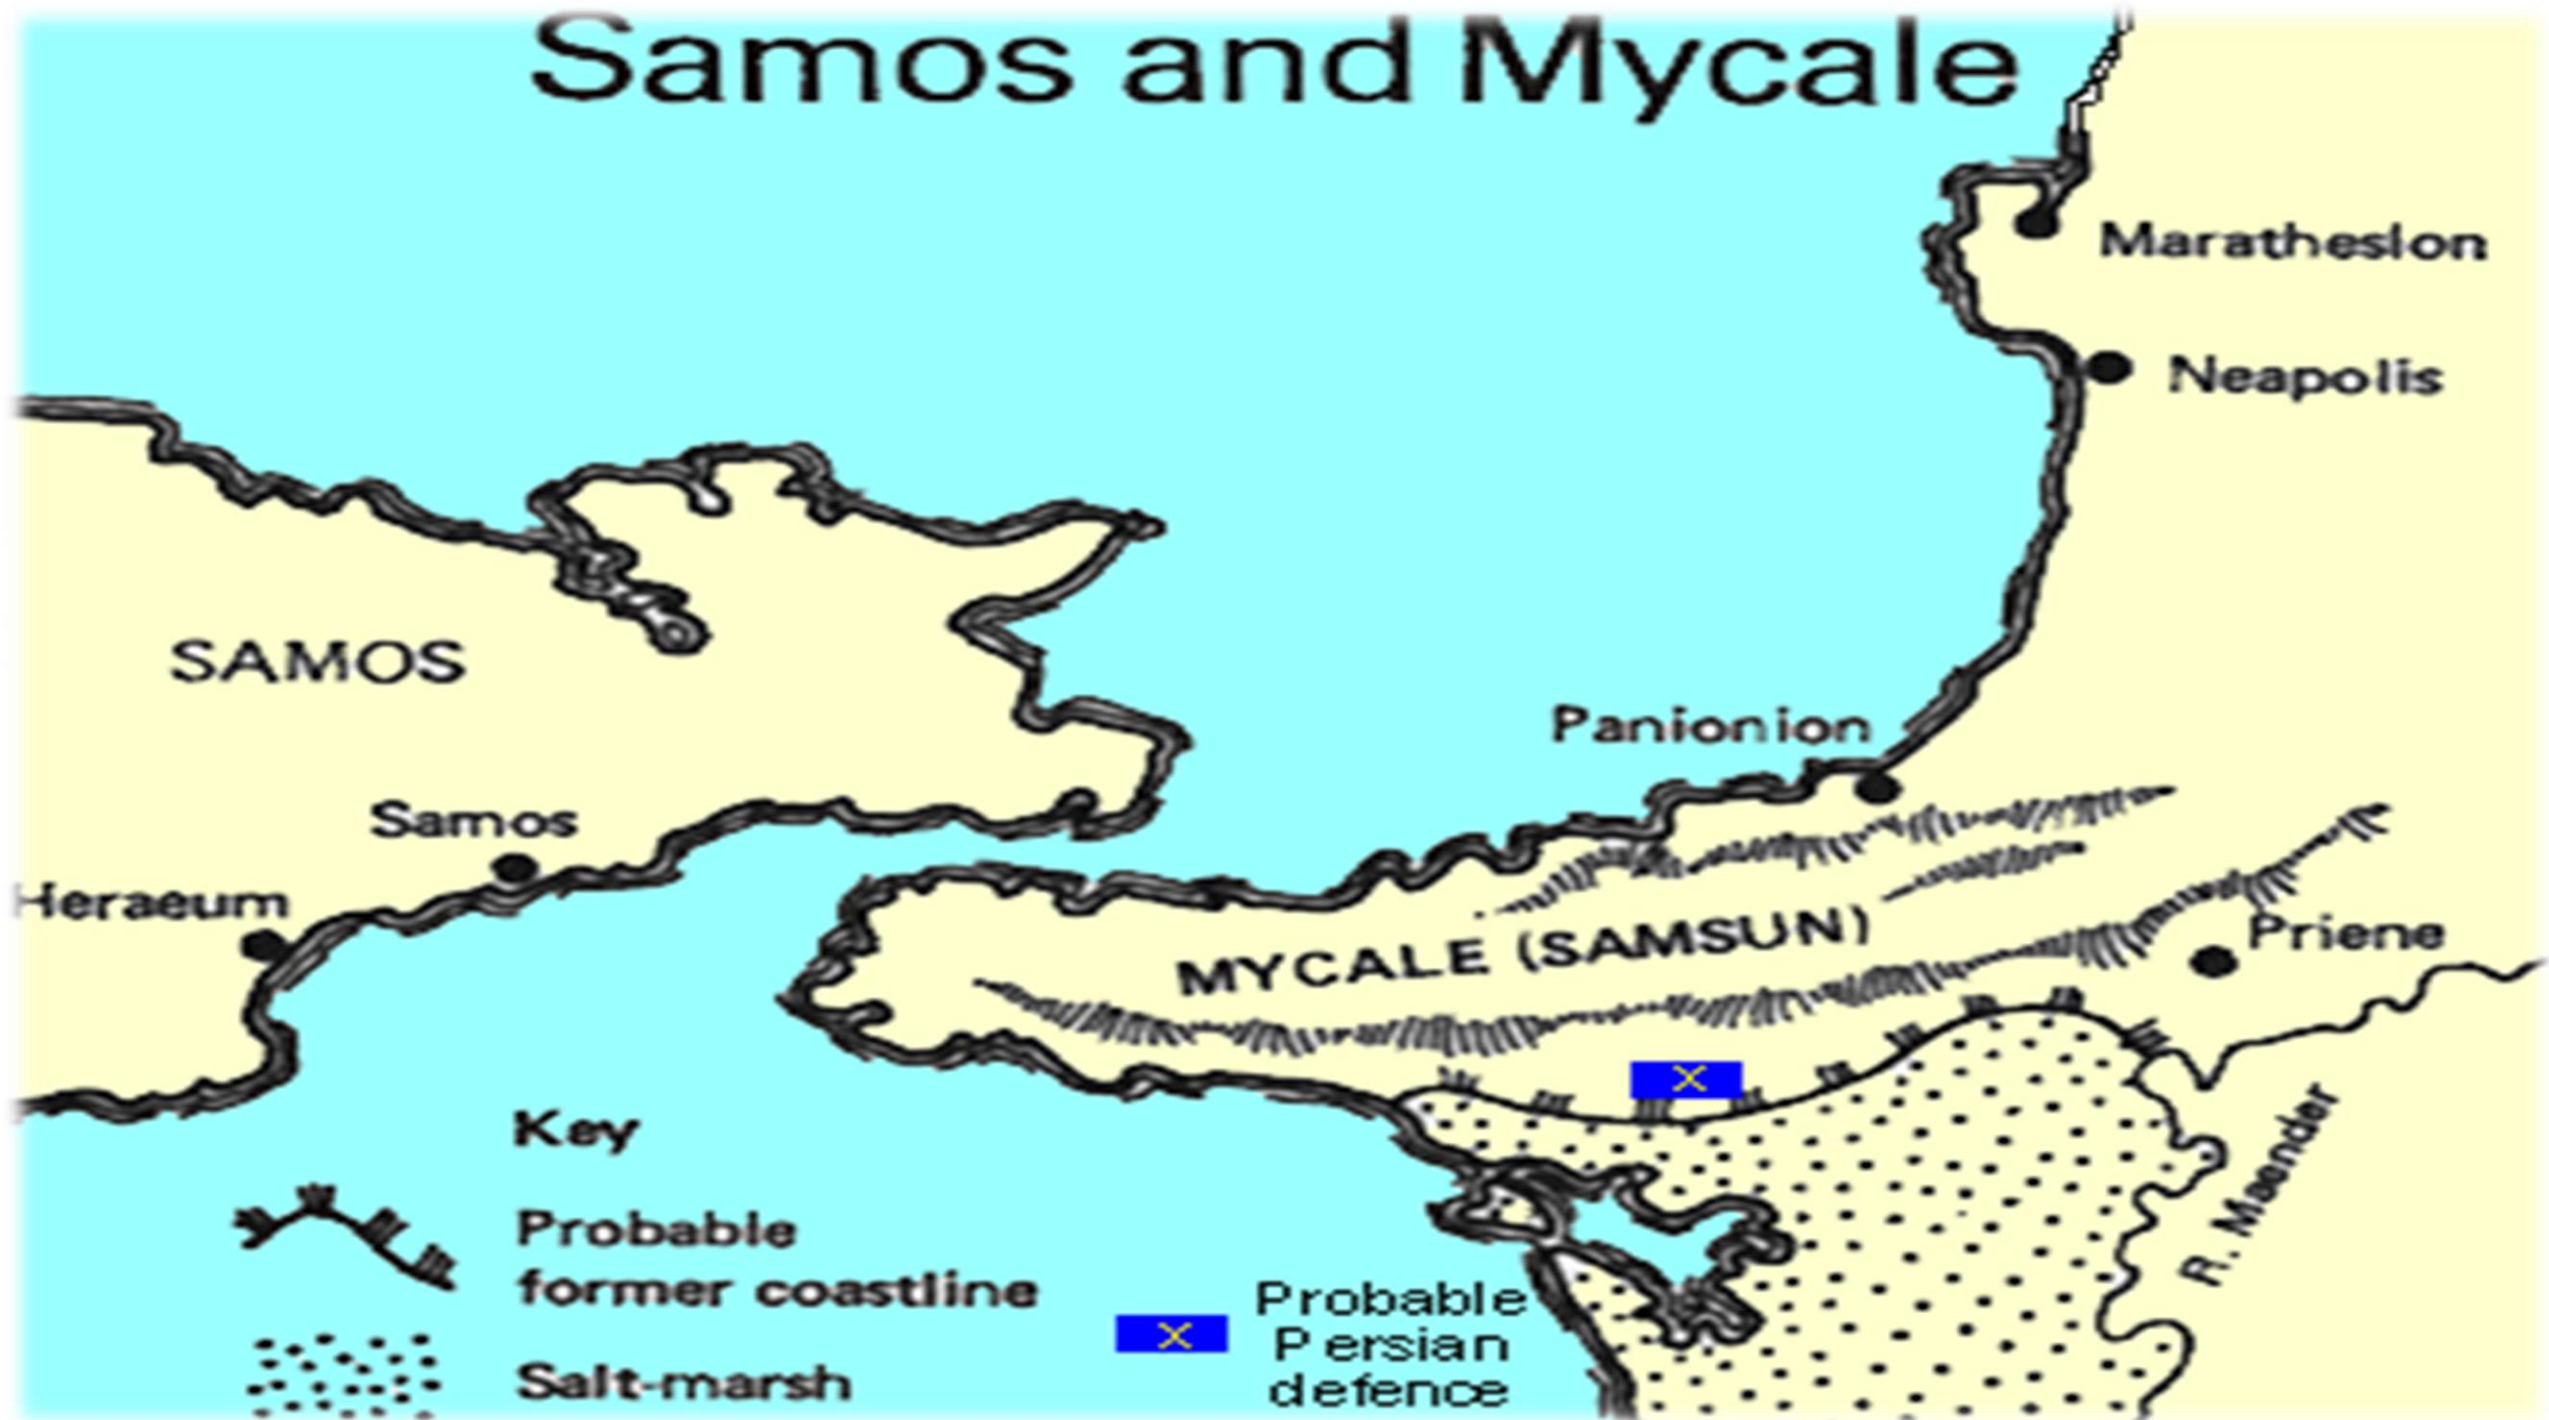 Samos and Mycale
Maratheslon
Neapolis
SAMOS
Panionion
Samos
Heraeum
MYCALE (SAMSUN)
Priene
R. Maender
Key
Probable
former coastline
Salt-marsh
Probable
Persian
defence